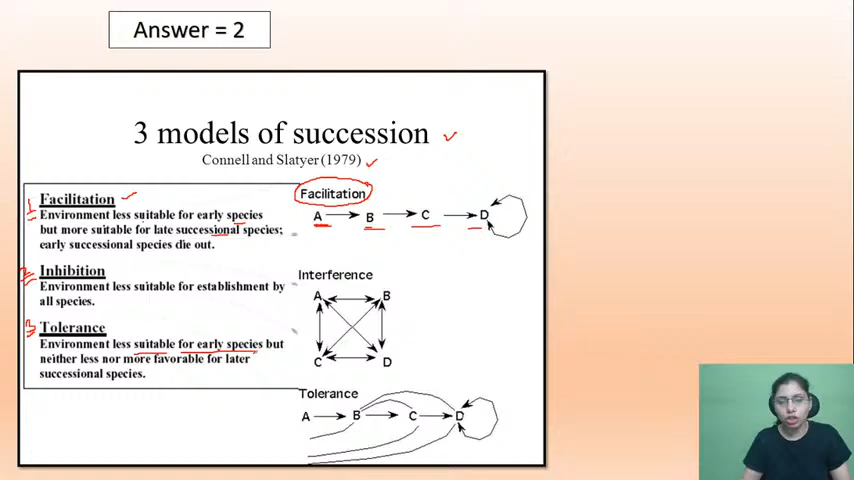 Answer = 2
3 models of succession
Connell and Slatyer (1979)
1
Facilitation
Environment less suitable for early species
but more suitable for late successional species;
early successional species die out.
2
Inhibition
Environment less suitable for establishment by
all species.
3
Tolerance
Environment less suitable for early species but
neither less nor more favorable for later
successional species.
Facilitation
A B C D
Interference
A B
C D
Tolerance
A B C D